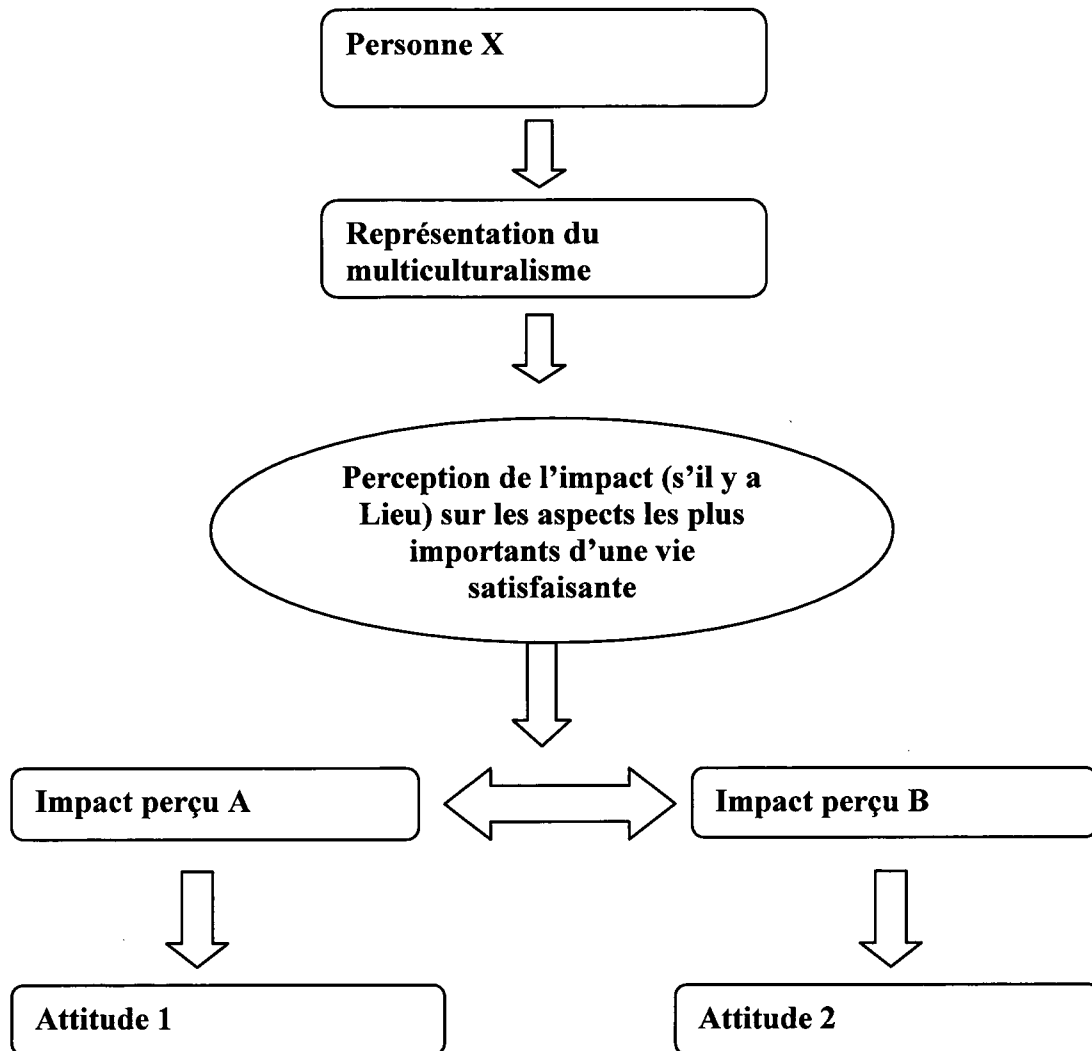 Personne X
Représentation du
multiculturalisme
Perception de l’impact (s’il y a
Lieu) sur les aspects les plus
importants d’une vie
satisfaisante
Impact perçu A
Impact perçu B
Attitude 1
Attitude 2